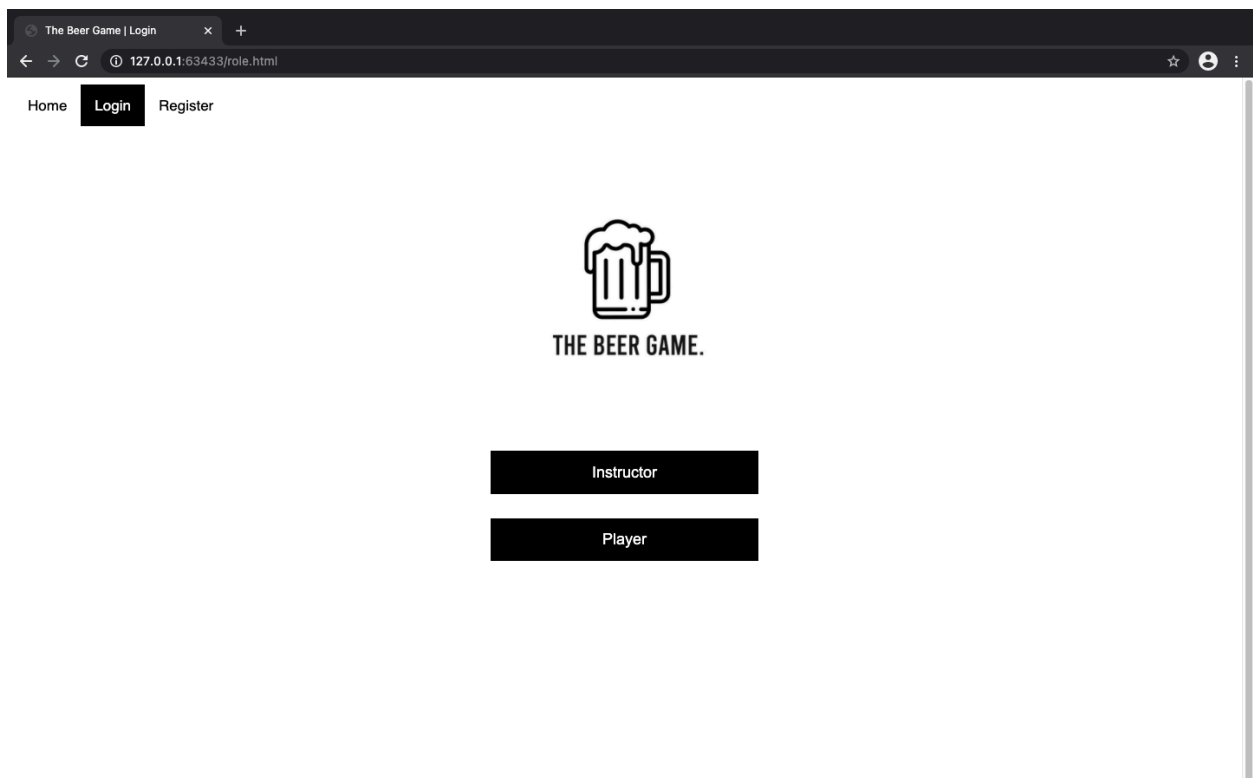 The Beer Game | Login
127.0.0.1:63433/role.html
Home Login Register
THE BEER GAME.
Instructor
Player